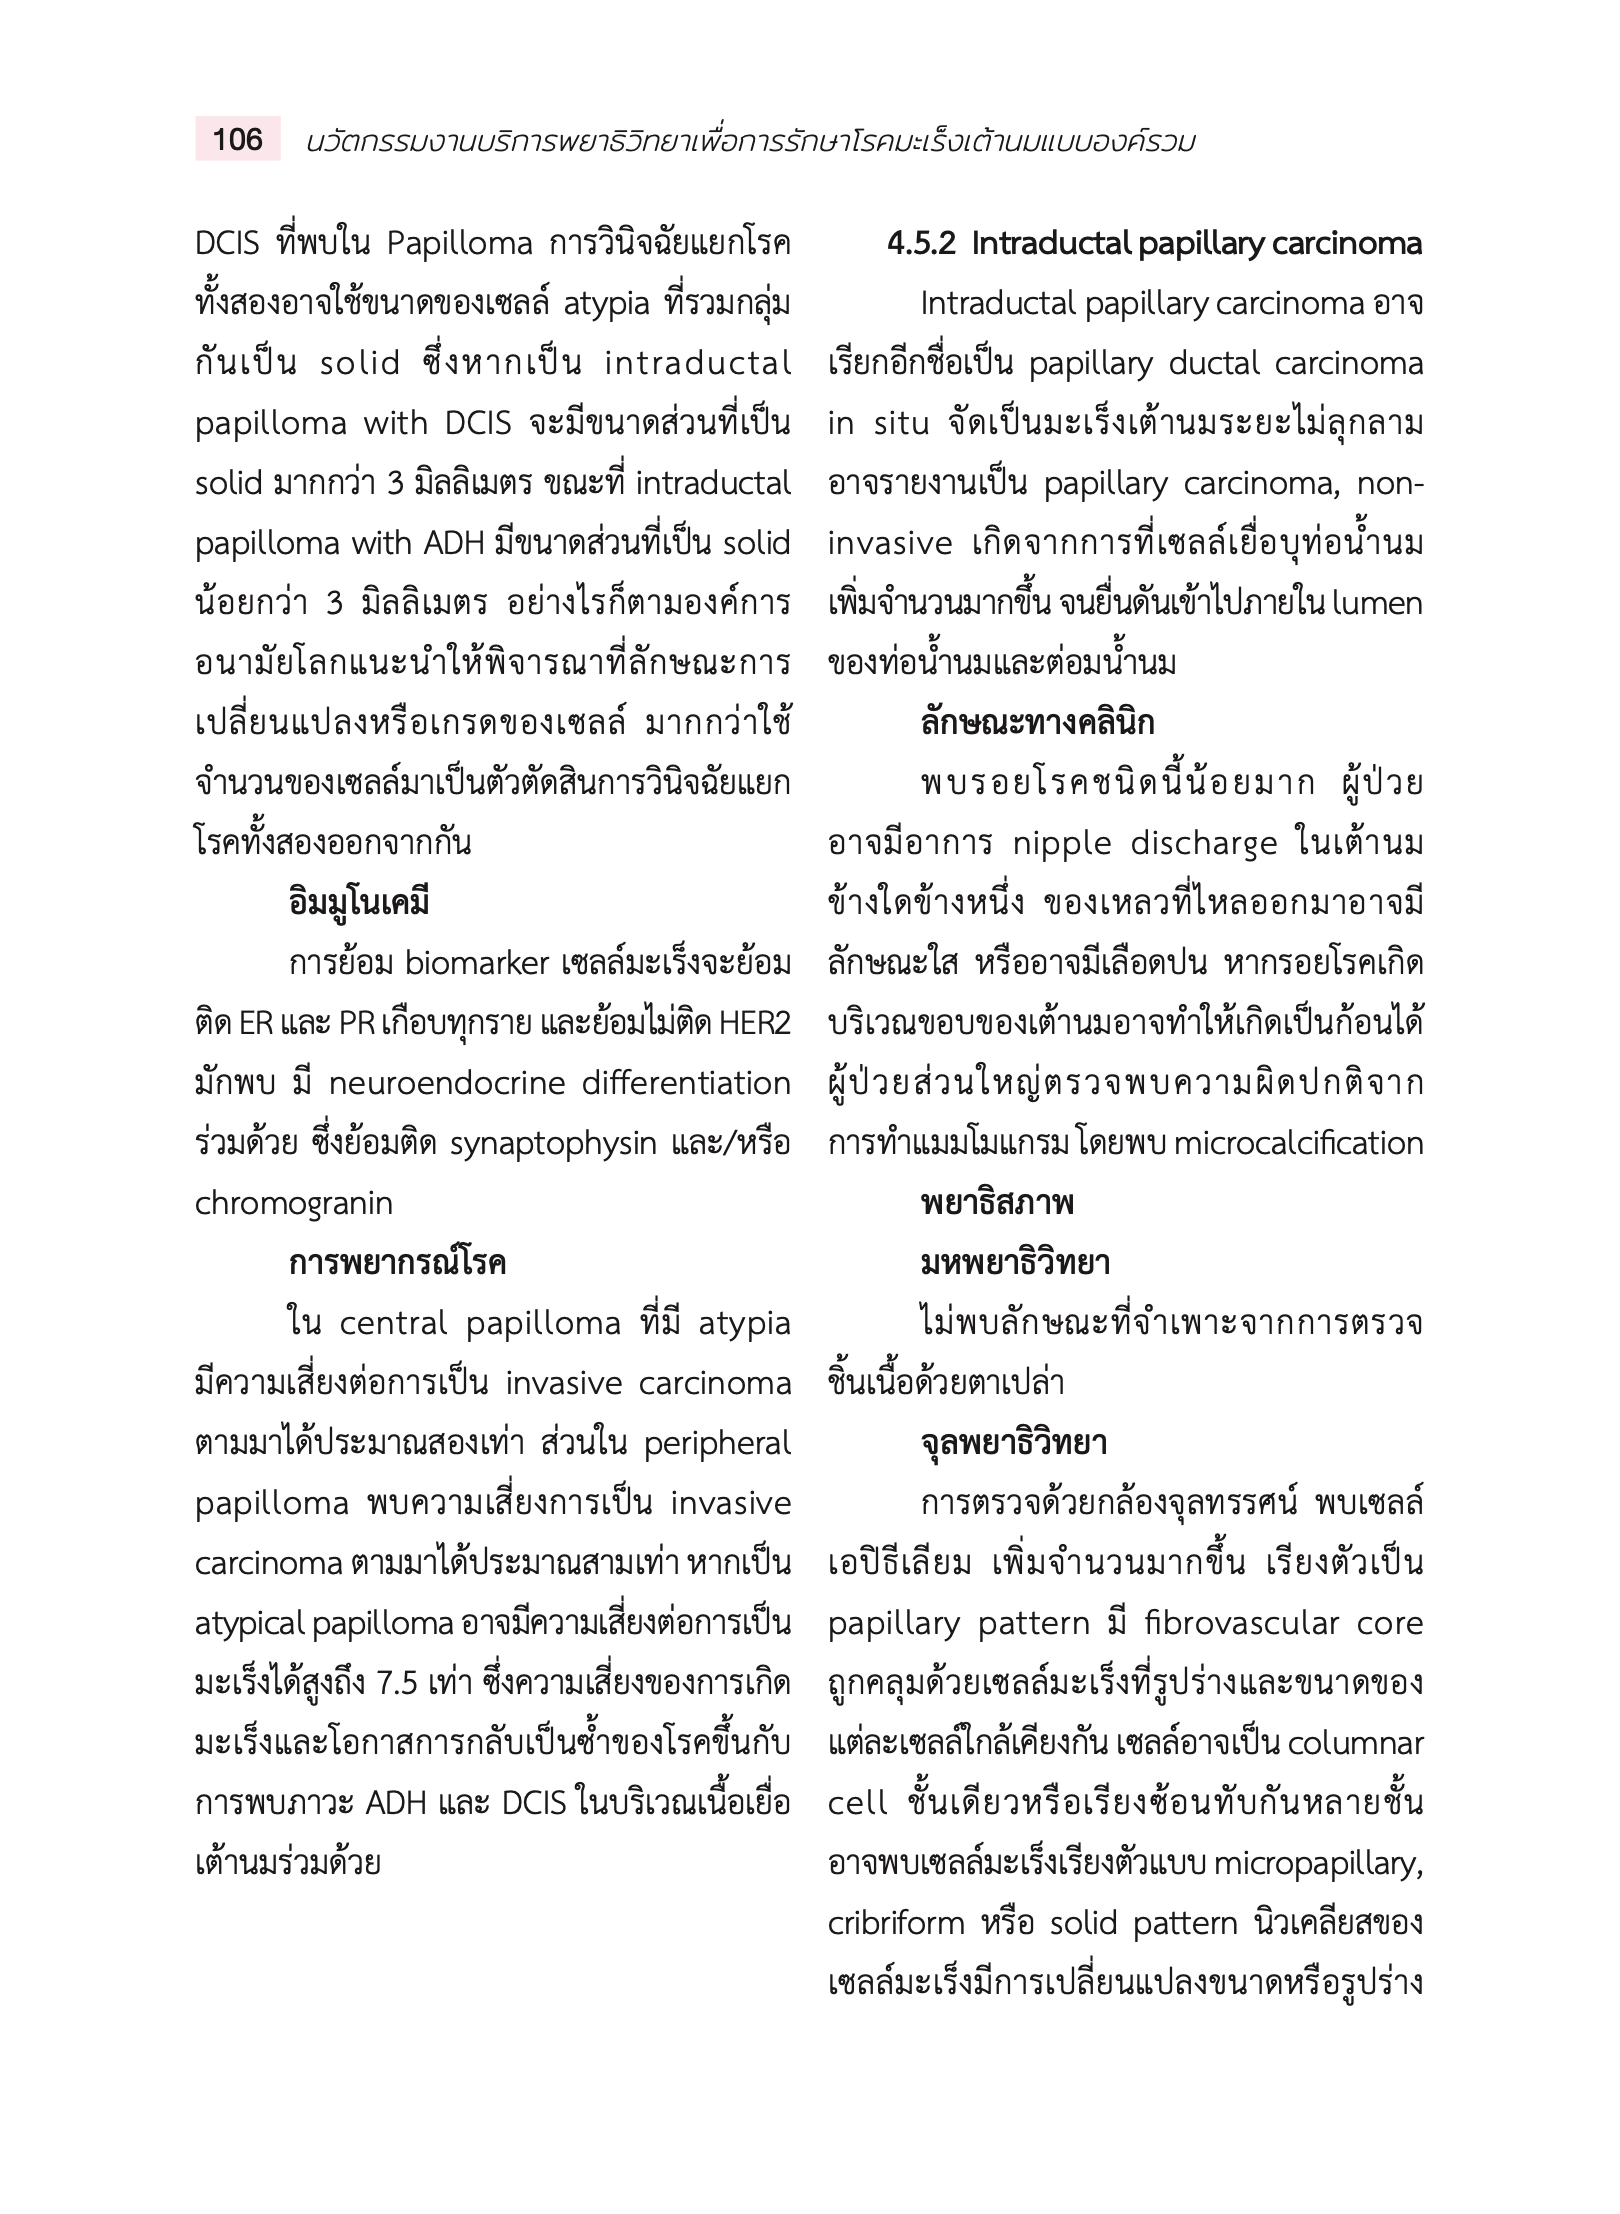 106 นวัตกรรมงานบริการพยาธิวิทยาเพื่อการรักษาโรคมะเร็งเต้านมแบบองค์รวม
DCIS ที่พบใน Papilloma การวินิจฉัยแยกโรค
ทั้งสองอาจใช้ขนาดของเซลล์ atypia ที่รวมกลุ่ม
กันเป็น solid ซึ่งหากเป็น intraductal
papilloma with DCIS จะมีขนาดส่วนที่เป็น
solid มากกว่า 3 มิลลิเมตร ขณะที่ intraductal
papilloma with ADH มีขนาดส่วนที่เป็น solid
น้อยกว่า 3 มิลลิเมตร อย่างไรก็ตามองค์การ
อนามัยโลกแนะนำให้พิจารณาที่ลักษณะการ
เปลี่ยนแปลงหรือเกรดของเซลล์ มากกว่าใช้
จำนวนของเซลล์มาเป็นตัวตัดสินการวินิจฉัยแยก
โรคทั้งสองออกจากกัน
อิมมูโนเคมี
การย้อม biomarker เซลล์มะเร็งจะย้อม
ติด ER และ PR เกือบทุกราย และย้อมไม่ติด HER2
มักพบ มี neuroendocrine differentiation
ร่วมด้วย ซึ่งย้อมติด synaptophysin และ/หรือ
chromogranin
การพยากรณ์โรค
ใน central papilloma ที่มี atypia
มีความเสี่ยงต่อการเป็น invasive carcinoma
ตามมาได้ประมาณสองเท่า ส่วนใน peripheral
papilloma พบความเสี่ยงการเป็น invasive
carcinoma ตามมาได้ประมาณสามเท่า หากเป็น
atypical papilloma อาจมีความเสี่ยงต่อการเป็น
มะเร็งได้สูงถึง 7.5 เท่า ซึ่งความเสี่ยงของการเกิด
มะเร็งและโอกาสการกลับเป็นซ้ำของโรคขึ้นกับ
การพบภาวะ ADH และ DCIS ในบริเวณเนื้อเยื่อ
เต้านมร่วมด้วย
4.5.2 Intraductal papillary carcinoma
Intraductal papillary carcinoma อาจ
เรียกอีกชื่อเป็น papillary ductal carcinoma
in situ จัดเป็นมะเร็งเต้านมระยะไม่ลุกลาม
อาจรายงานเป็น papillary carcinoma, non-
invasive เกิดจากการที่เซลล์เยื่อบุท่อน้ำนม
เพิ่มจำนวนมากขึ้น จนยื่นดันเข้าไปภายใน lumen
ของท่อน้ำนมและต่อมน้ำนม
ลักษณะทางคลินิก
พบรอยโรคชนิดนี้น้อยมาก ผู้ป่วย
อาจมีอาการ nipple discharge ในเต้านม
ข้างใดข้างหนึ่ง ของเหลวที่ไหลออกมาอาจมี
ลักษณะใส หรืออาจมีเลือดปน หากรอยโรคเกิด
บริเวณขอบของเต้านมอาจทำให้เกิดเป็นก้อนได้
ผู้ป่วยส่วนใหญ่ตรวจพบความผิดปกติจาก
การทำแมมโมแกรม โดยพบ microcalcification
พยาธิสภาพ
มหพยาธิวิทยา
ไม่พบลักษณะที่จำเพาะจากการตรวจ
ชิ้นเนื้อด้วยตาเปล่า
จุลพยาธิวิทยา
การตรวจด้วยกล้องจุลทรรศน์ พบเซลล์
เอปิธีเลียม เพิ่มจำนวนมากขึ้น เรียงตัวเป็น
papillary pattern มี fibrovascular core
ถูกคลุมด้วยเซลล์มะเร็งที่รูปร่างและขนาดของ
แต่ละเซลล์ใกล้เคียงกัน เซลล์อาจเป็น columnar
cell ชั้นเดียวหรือเรียงซ้อนทับกันหลายชั้น
อาจพบเซลล์มะเร็งเรียงตัวแบบ micropapillary,
cribriform หรือ solid pattern นิวเคลียสของ
เซลล์มะเร็งมีการเปลี่ยนแปลงขนาดหรือรูปร่าง